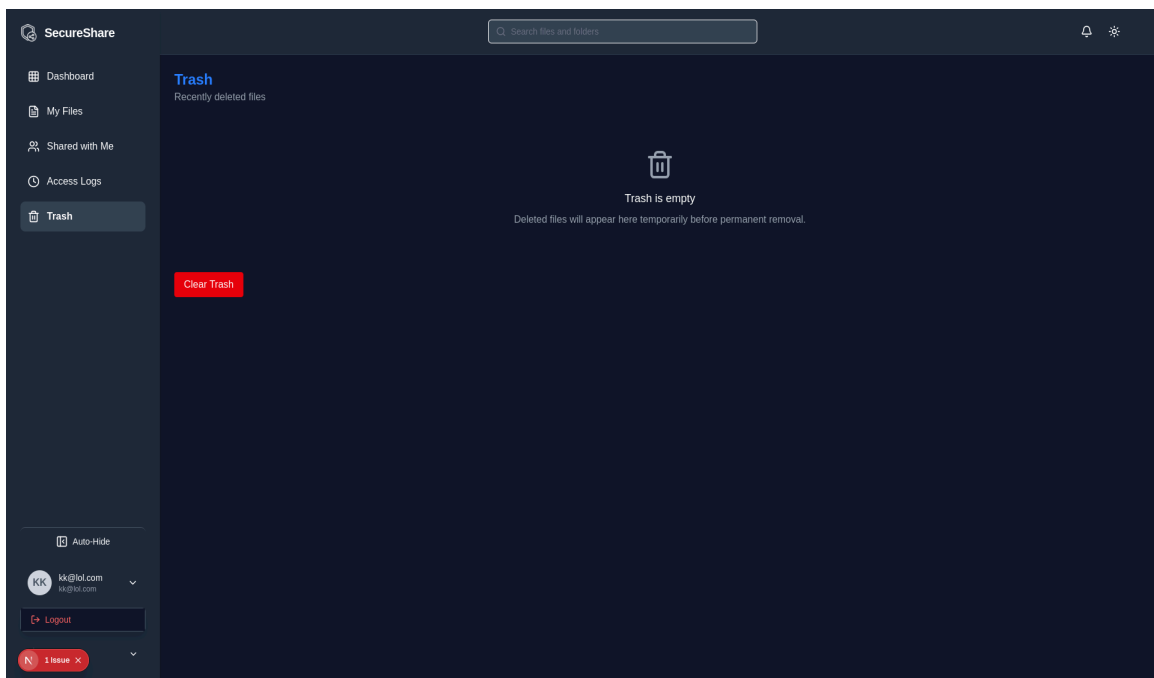 SecureShare
Search files and folders
Dashboard
My Files
Shared with Me
Access Logs
Trash
Trash
Recently deleted files
Trash is empty
Deleted files will appear here temporarily before permanent removal.
Clear Trash
Auto-Hide
KK
kk@lol.com
kk@lol.com
Logout
N 1 Issue